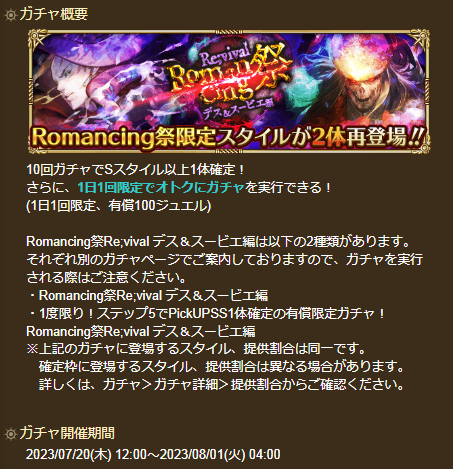 ガチャ概要
Re;vival
Romancing祭
デス＆スービエ編
Romancing祭限定スタイルが2体再登場!!
10回ガチャでSスタイル以上1体確定！
さらに、1日1回限定でオトクにガチャを実行できる！
(1日1回限定、有償100ジュエル)
Romancing祭Re;vival デス＆スービエ編は以下の2種類があります。
それぞれ別のガチャページでご案内しておりますので、ガチャを実行
される際はご注意ください。
・Romancing祭Re;vival デス＆スービエ編
・1度限り！ステップ5でPickUPSS1体確定の有償限定ガチャ！
Romancing祭Re;vival デス＆スービエ編
※上記のガチャに登場するスタイル、提供割合は同一です。
確定枠に登場するスタイル、提供割合は異なる場合があります。
詳しくは、ガチャ＞ガチャ詳細＞提供割合からご確認ください。
ガチャ開催期間
2023/07/20(木) 12:00～2023/08/01(火) 04:00